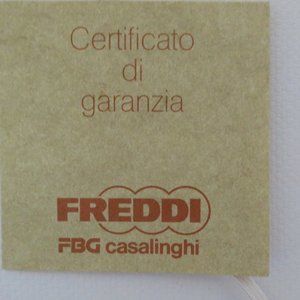 Certificato
di
garanzia
FREDDI
FBG casalinghi